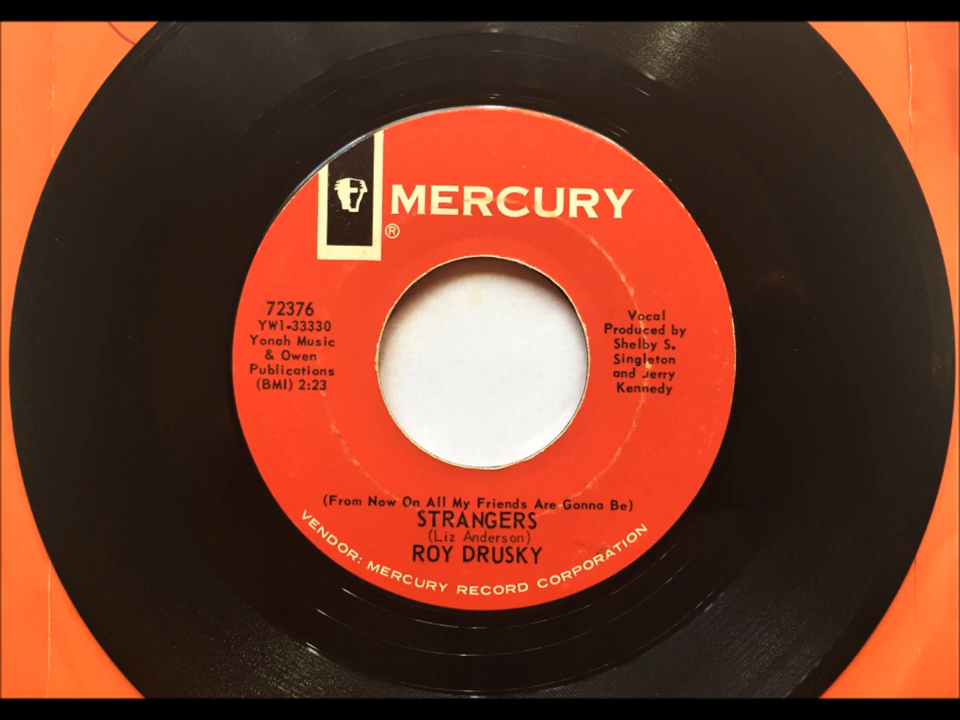 MERCURY
®
72376
YW1-33330
Yonah Music
& Owen
Publications
(BMI) 2:23
Vocal
Produced by
Shelby S.
Singleton
and Jerry
Kennedy
(From Now On All My Friends Are Gonna Be)
STRANGERS
(Liz Anderson)
ROY DRUSKY
VENDOR: MERCURY RECORD CORPORATION